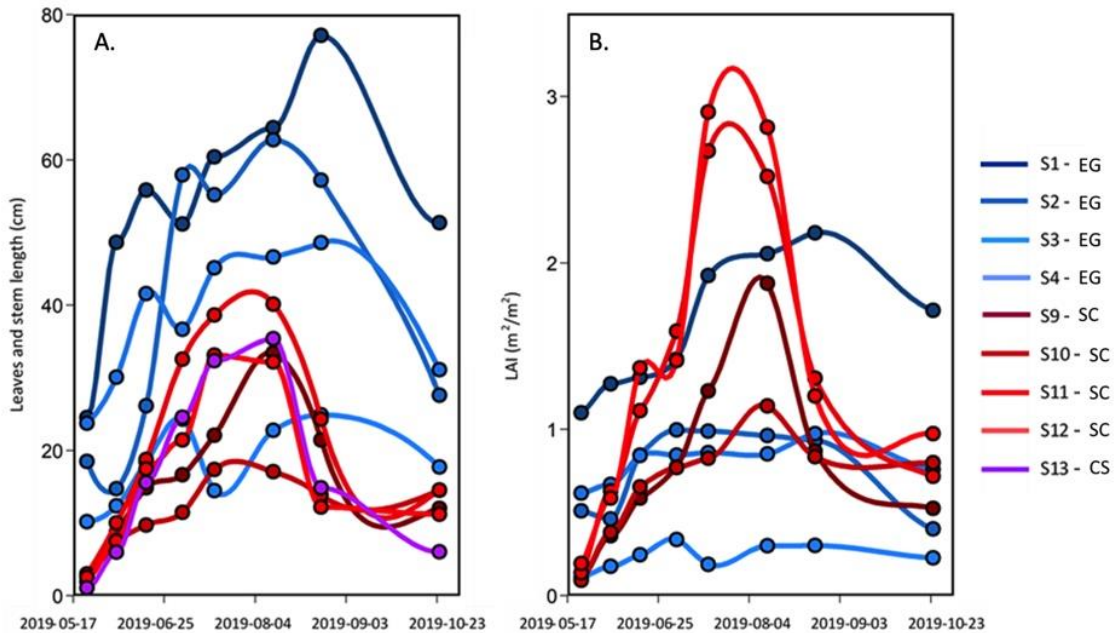 A.
80
60
40
20
0
Leaves and stem length (cm)
2019-05-17 2019-06-25 2019-08-04 2019-09-03 2019-10-23
B.
3
2
1
0
LAI (m²/m²)
2019-05-17 2019-06-25 2019-08-04 2019-09-03 2019-10-23
S1 - EG
S2 - EG
S3 - EG
S4 - EG
S9 - SC
S10 - SC
S11 - SC
S12 - SC
S13 - CS